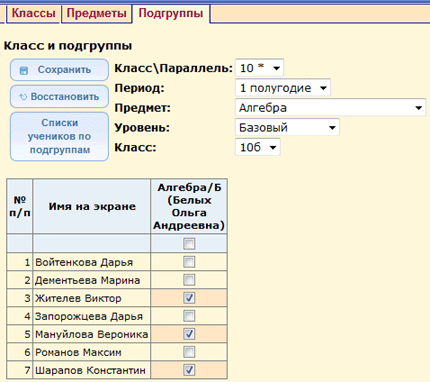 Классы Предметы Подгруппы
Класс и подгруппы
Сохранить
Восстановить
Списки
учеников по
подгруппам
Класс\Параллель: 10 *
Период: 1 полугодие
Предмет: Алгебра
Уровень: Базовый
Класс: 10б
№
п/п
Имя на экране
Алгебра/Б
(Белых
Ольга
Андреевна)
1 Войтенкова Дарья
2 Дементьева Марина
3 Жителев Виктор
4 Запорожцева Дарья
5 Мануйлова Вероника
6 Романов Максим
7 Шарапов Константин